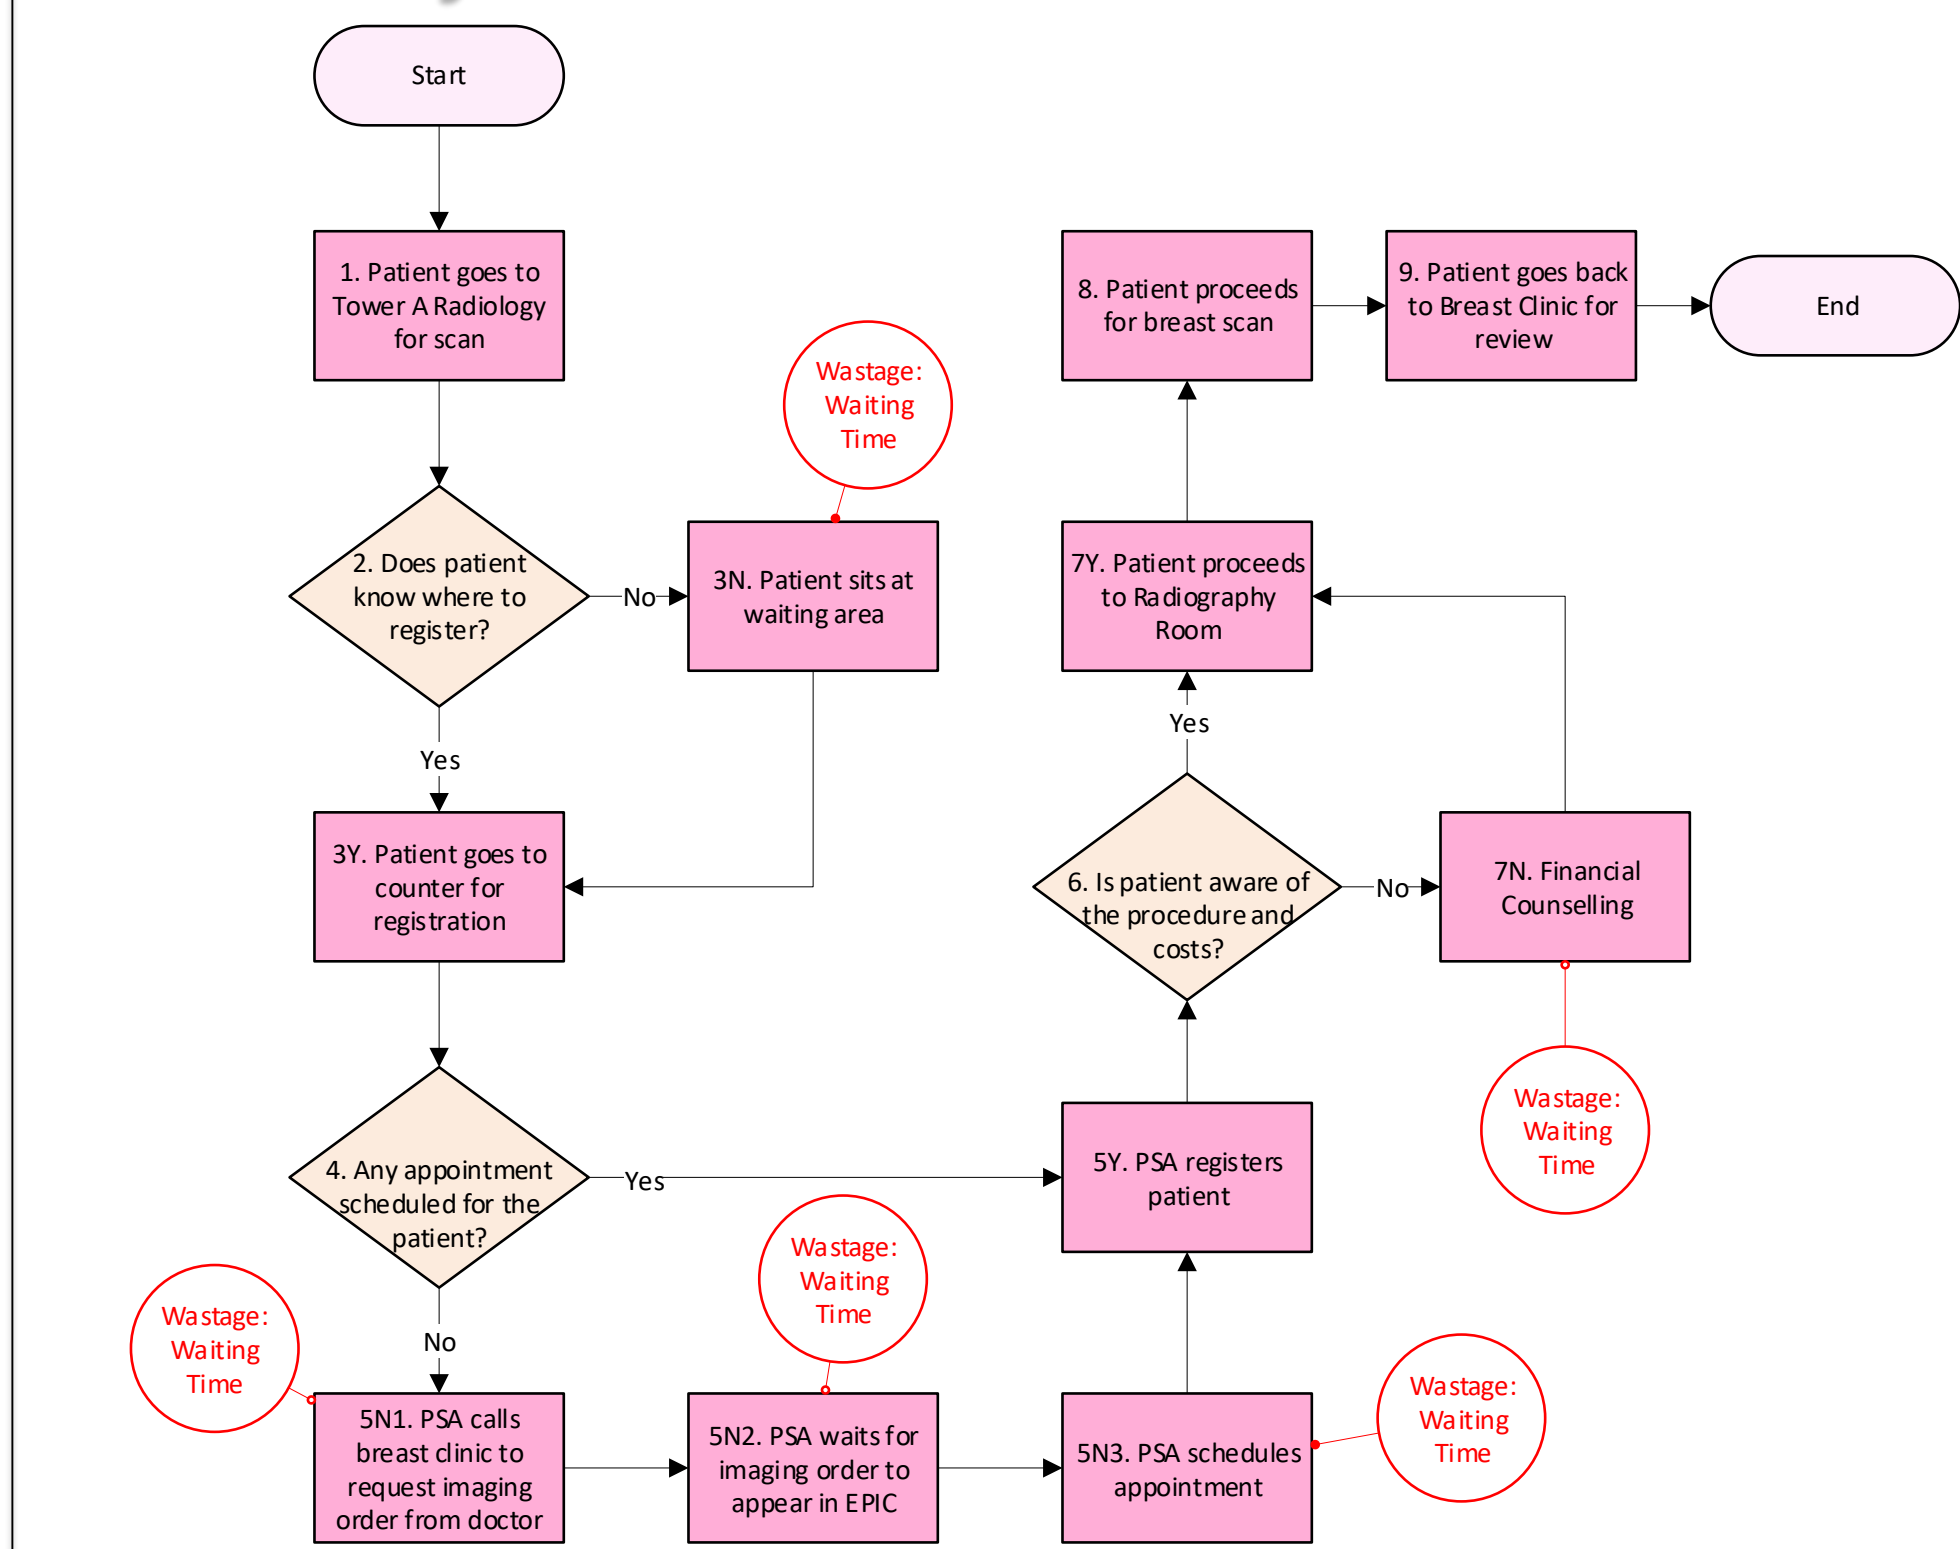 Start
1. Patient goes to
Tower A Radiology
for scan
2. Does patient
know where to
register?
No
3N. Patient sits at
waiting area
Wastage:
Waiting
Time
Yes
3Y. Patient goes to
counter for
registration
4. Any appointment
scheduled for the
patient?
Yes
No
Wastage:
Waiting
Time
5N1. PSA calls
breast clinic to
request imaging
order from doctor
Wastage:
Waiting
Time
5N2. PSA waits for
imaging order to
appear in EPIC
5N3. PSA schedules
appointment
Wastage:
Waiting
Time
5Y. PSA registers
patient
6. Is patient aware of
the procedure and
costs?
No
7N. Financial
Counselling
Wastage:
Waiting
Time
Yes
7Y. Patient proceeds
to Radiography
Room
8. Patient proceeds
for breast scan
9. Patient goes back
to Breast Clinic for
review
End